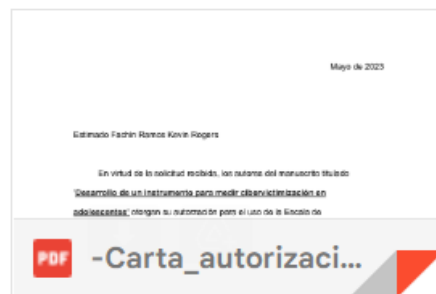 Mayo de 2023
Estimado Fachin Ramos Kevin Rogers
En virtud de la solicitud recibida, los autores del manuscrito titulado
"Desarrollo de un instrumento para medir cibervictimización en
adolescentes" otorgan su autorización para el uso de la Escala de
PDF
-Carta_autorizaci...